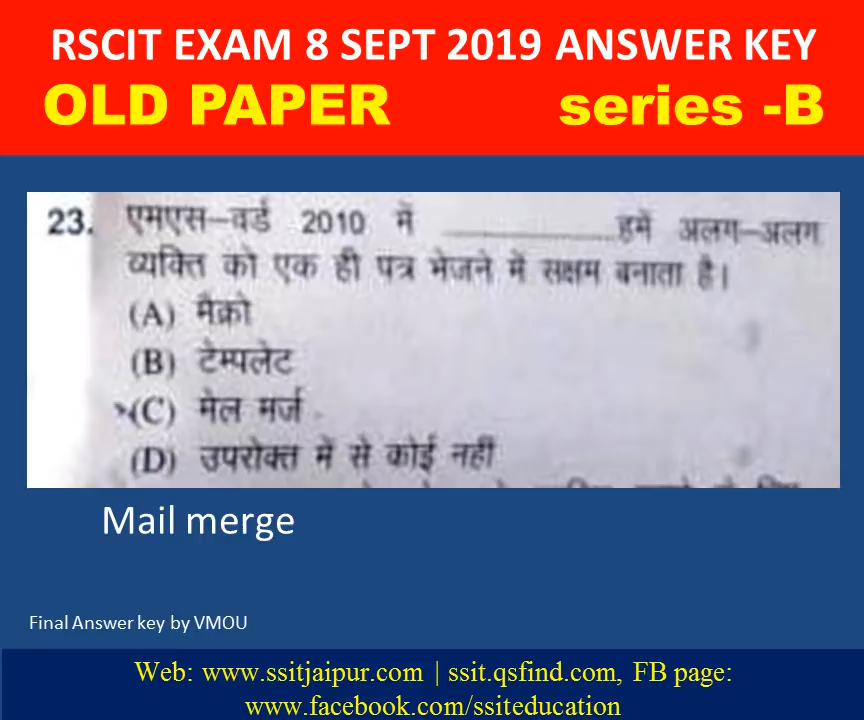 RSCIT EXAM 8 SEPT 2019 ANSWER KEY
OLD PAPER series -B
23. एमएस-वर्ड 2010 में ____________हमें अलग-अलग
व्यक्ति को एक ही पत्र भेजने में सक्षम बनाता है।
(A) मैक्रो
(B) टेम्पलेट
(C) मेल मर्ज
(D) उपरोक्त में से कोई नहीं
Mail merge
Final Answer key by VMOU
Web: www.ssitjaipur.com | ssit.qsfind.com, FB page:
www.facebook.com/ssiteducation